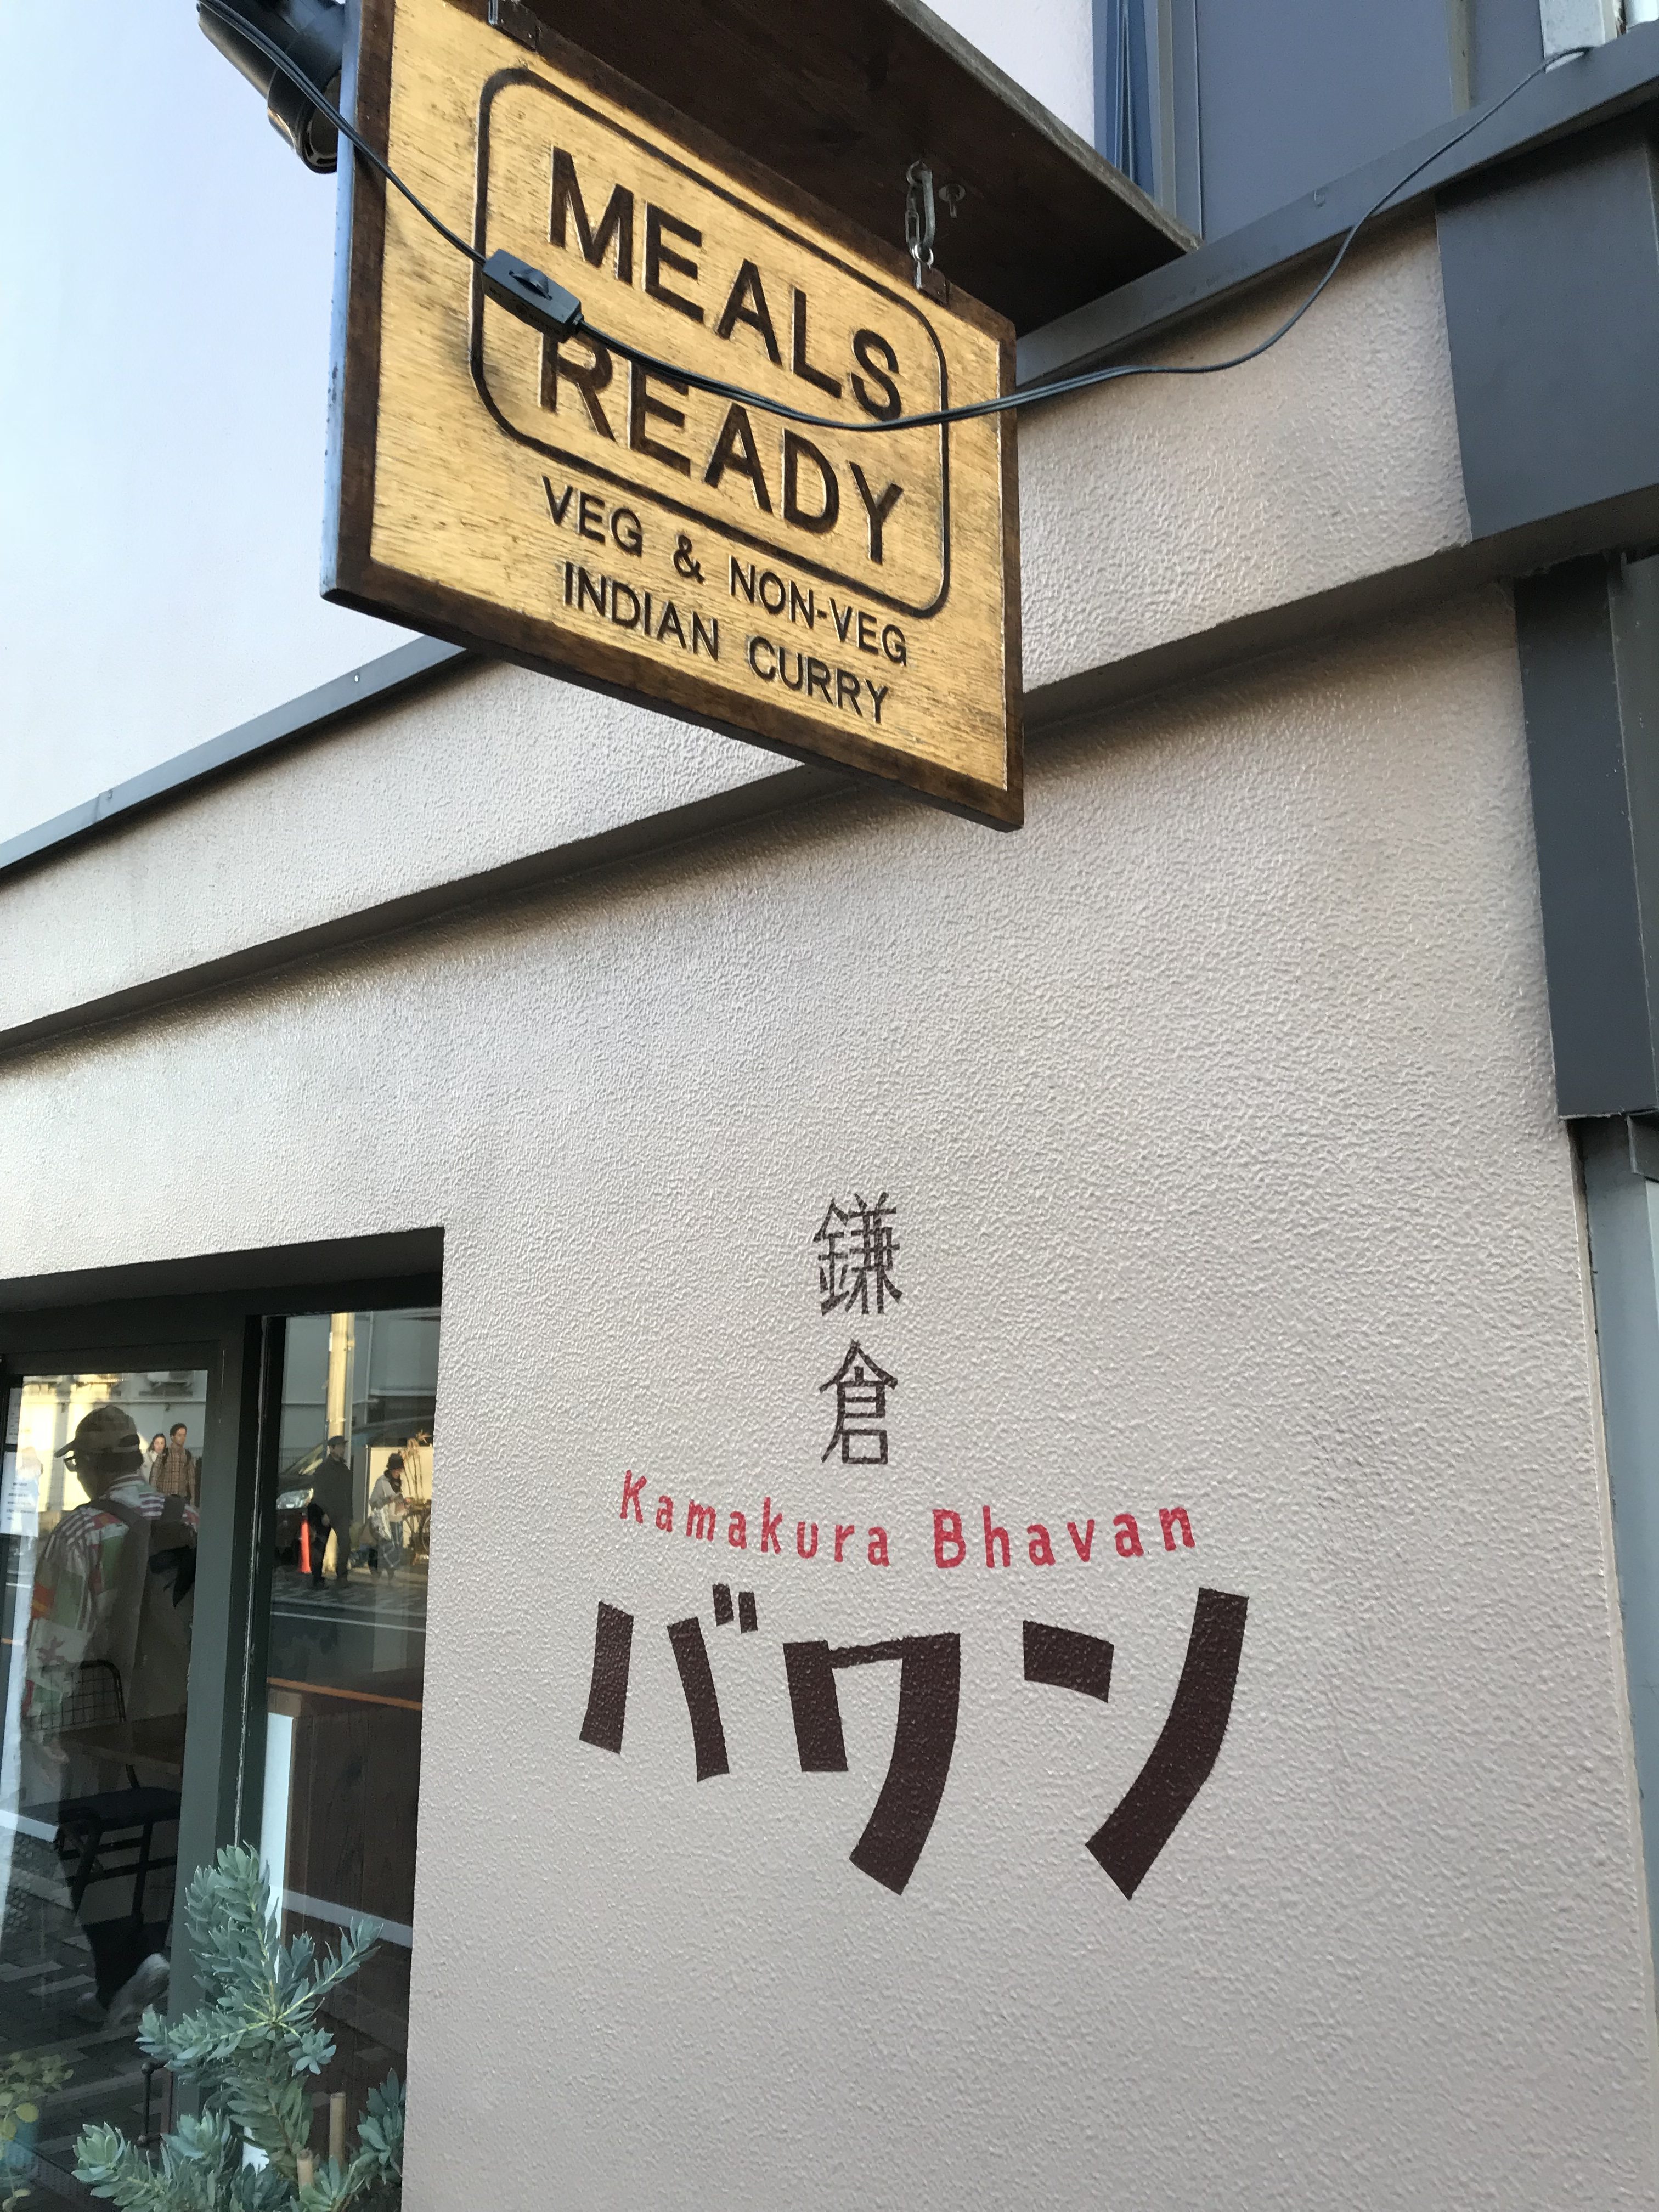 MEALS
READY
VEG & NON-VEG
INDIAN CURRY
鎌倉
Kamakura Bhavan
バワン